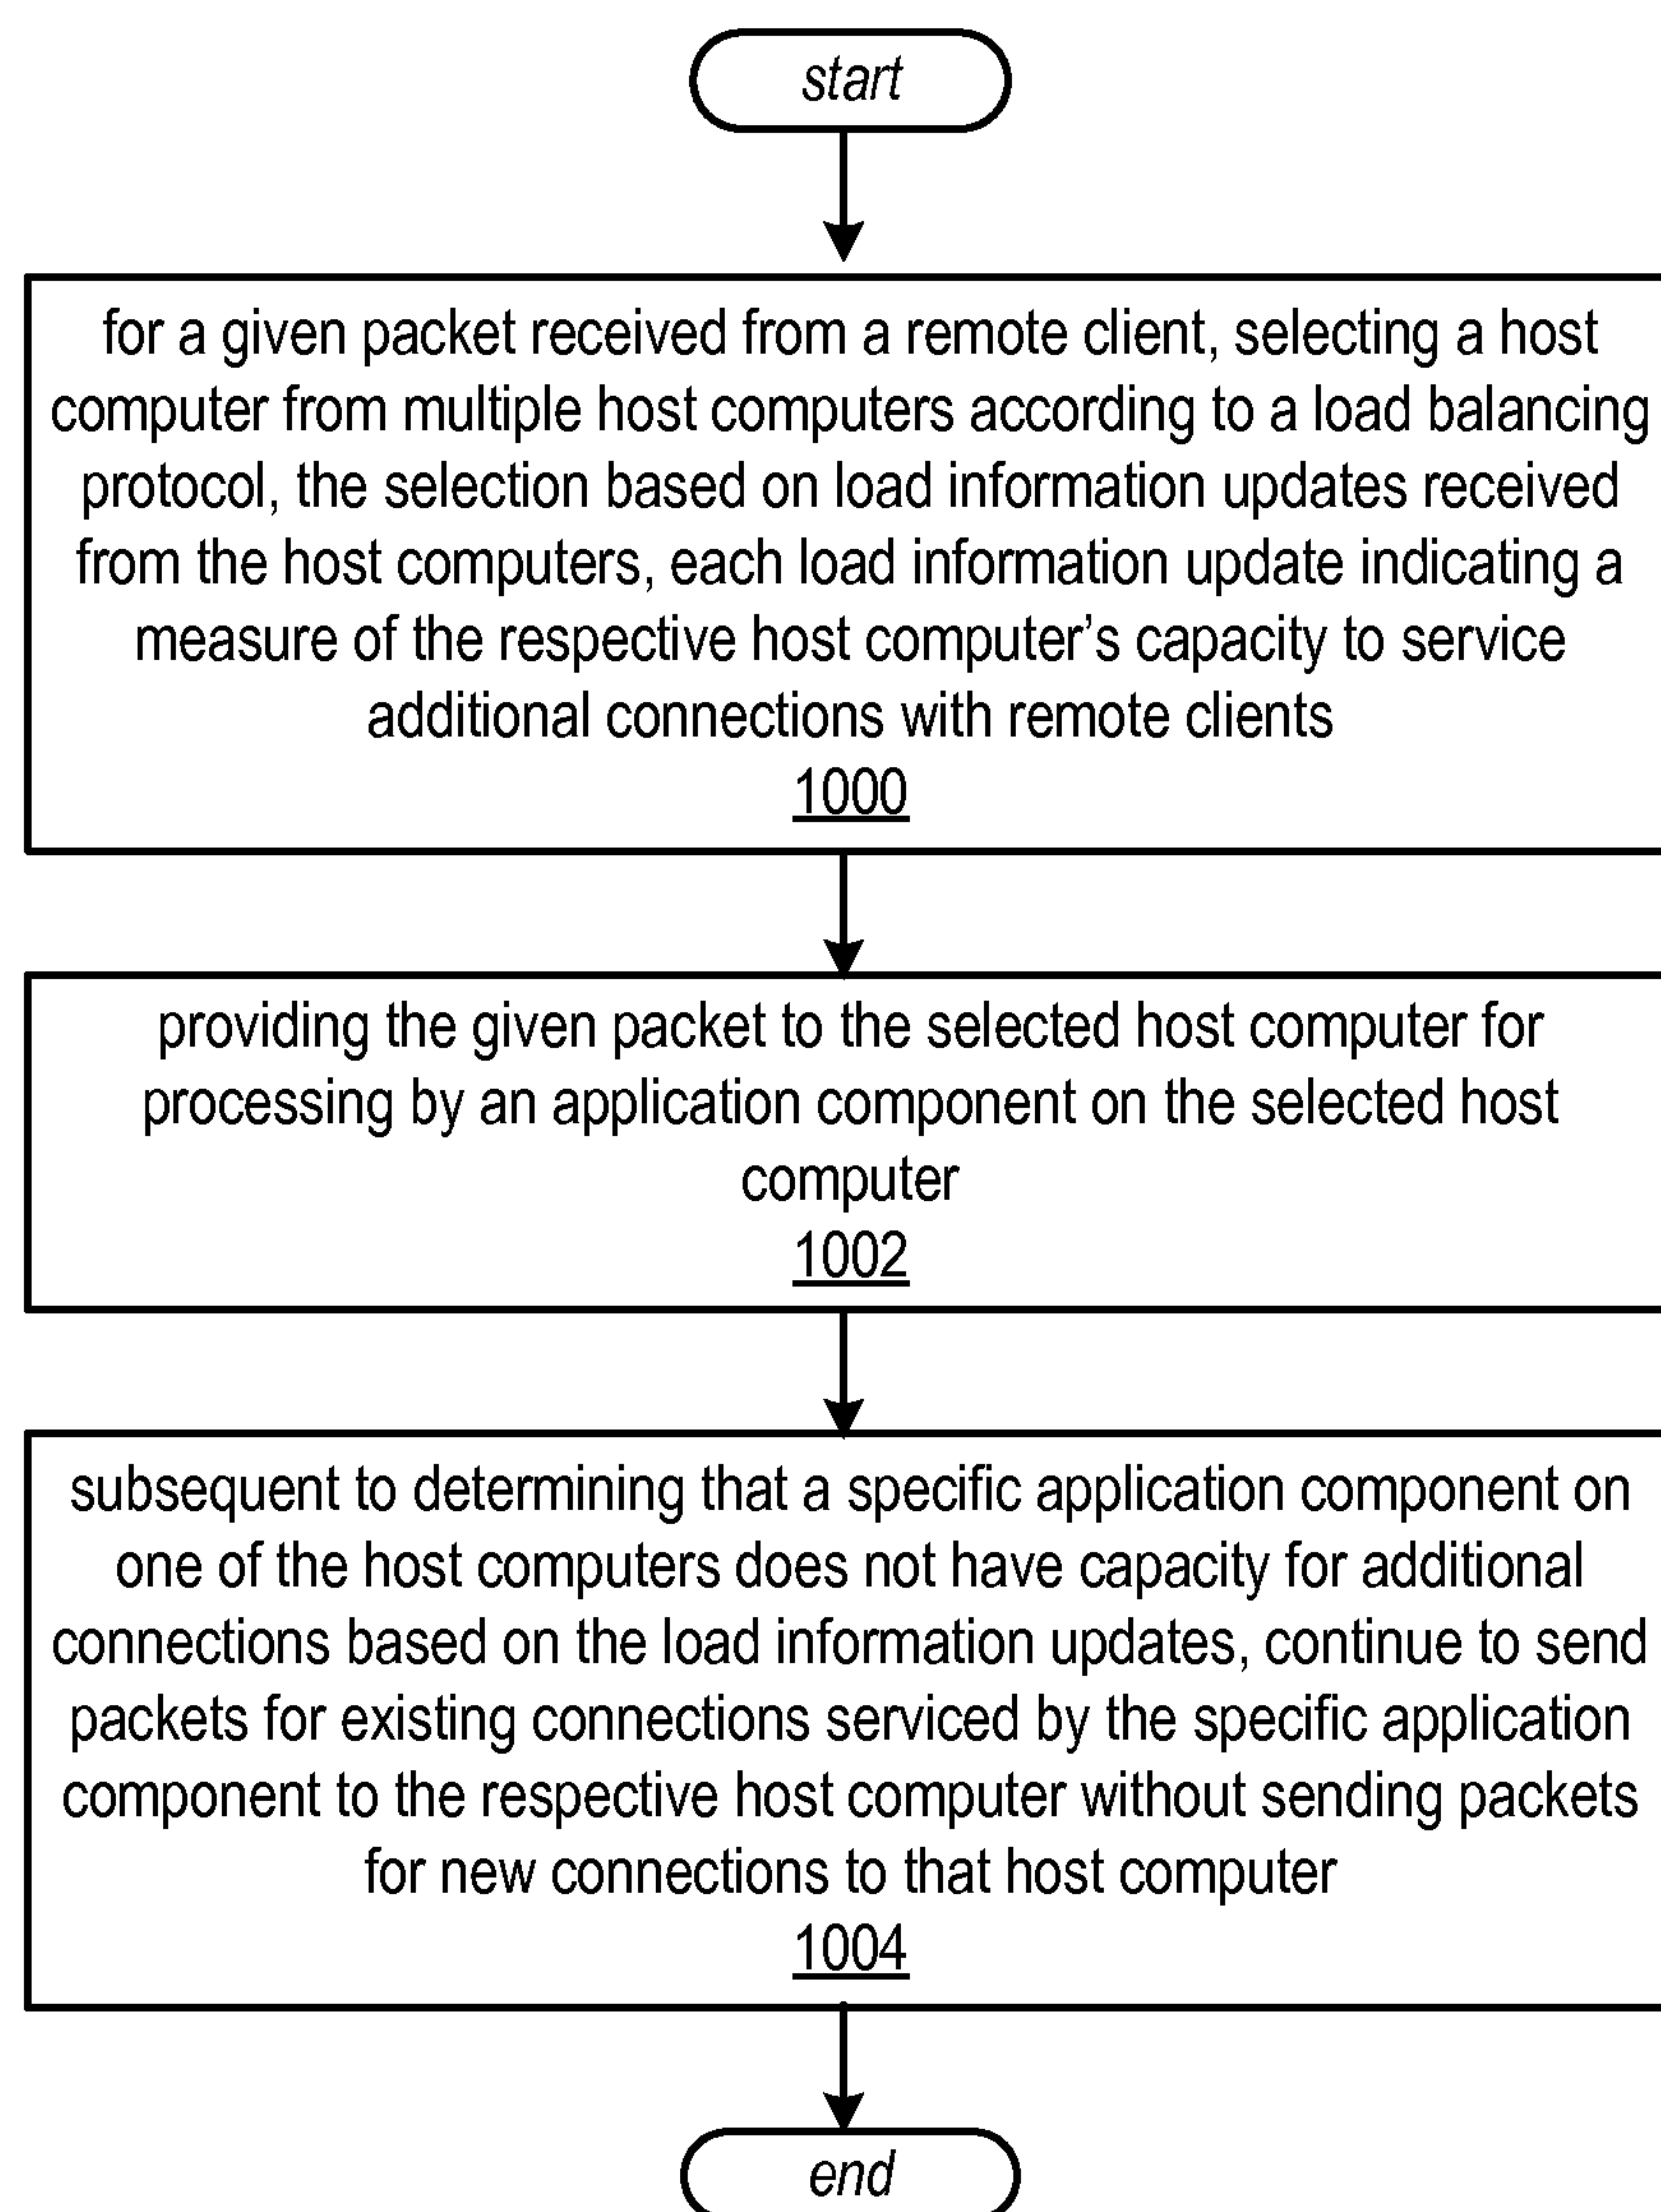 start
for a given packet received from a remote client, selecting a host
computer from multiple host computers according to a load balancing
protocol, the selection based on load information updates received
from the host computers, each load information update indicating a
measure of the respective host computer’s capacity to service
additional connections with remote clients
1000
providing the given packet to the selected host computer for
processing by an application component on the selected host
computer
1002
subsequent to determining that a specific application component on
one of the host computers does not have capacity for additional
connections based on the load information updates, continue to send
packets for existing connections serviced by the specific application
component to the respective host computer without sending packets
for new connections to that host computer
1004
end